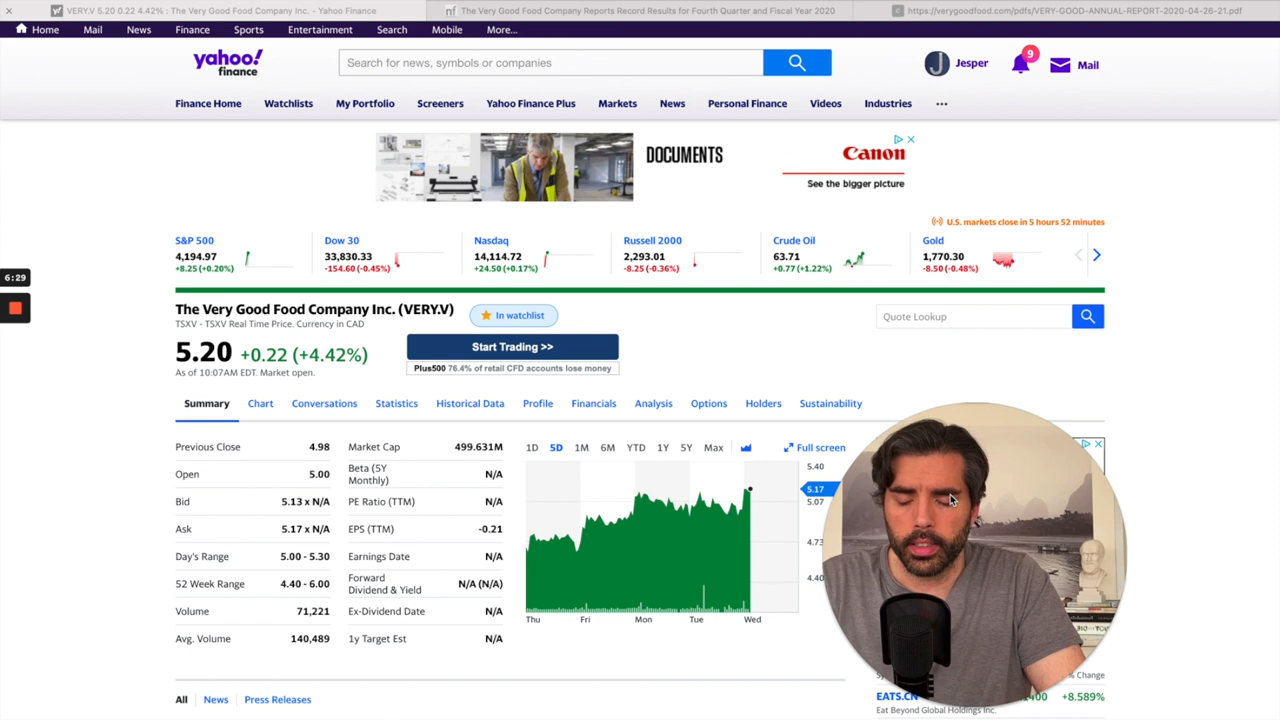 VERY.V 5.20 0.22 4.42% : The Very Good Food Company Inc. - Yahoo Finance
The Very Good Food Company Reports Record Results for Fourth Quarter and Fiscal Year 2020
https://verygoodfood.com/pdfs/VERY-GOOD-ANNUAL-REPORT-2020-04-26-21.pdf
Home Mail News Finance Sports Entertainment Search Mobile More...
yahoo! finance
Search for news, symbols or companies
9
Jesper
Mail
Finance Home Watchlists My Portfolio Screeners Yahoo Finance Plus Markets News Personal Finance Videos Industries ...
DOCUMENTS
Canon
See the bigger picture
U.S. markets close in 5 hours 52 minutes
S&P 500
4,194.97
+8.25 (+0.20%)
Dow 30
33,830.33
-154.60 (-0.45%)
Nasdaq
14,114.72
+24.50 (+0.17%)
Russell 2000
2,293.01
-8.25 (-0.36%)
Crude Oil
63.71
+0.77 (+1.22%)
Gold
1,770.30
-8.50 (-0.48%)
6:29
The Very Good Food Company Inc. (VERY.V)
In watchlist
TSXV - TSXV Real Time Price. Currency in CAD
Quote Lookup
5.20 +0.22 (+4.42%)
As of 10:07AM EDT. Market open.
Start Trading >>
Plus500 76.4% of retail CFD accounts lose money
Summary Chart Conversations Statistics Historical Data Profile Financials Analysis Options Holders Sustainability
Previous Close 4.98
Open 5.00
Bid 5.13 x N/A
Ask 5.17 x N/A
Day's Range 5.00 - 5.30
52 Week Range 4.40 - 6.00
Volume 71,221
Avg. Volume 140,489
Market Cap 499.631M
Beta (5Y
Monthly) N/A
PE Ratio (TTM) N/A
EPS (TTM) -0.21
Earnings Date N/A
Forward
Dividend & Yield N/A (N/A)
Ex-Dividend Date N/A
1y Target Est N/A
1D 5D 1M 6M YTD 1Y 5Y Max
Full screen
5.40
5.17
5.07
4.73
4.40
Thu Fri Mon Tue Wed
All News Press Releases
% Change
EATS.CN
+8.589%
Eat Beyond Global Holdings Inc.